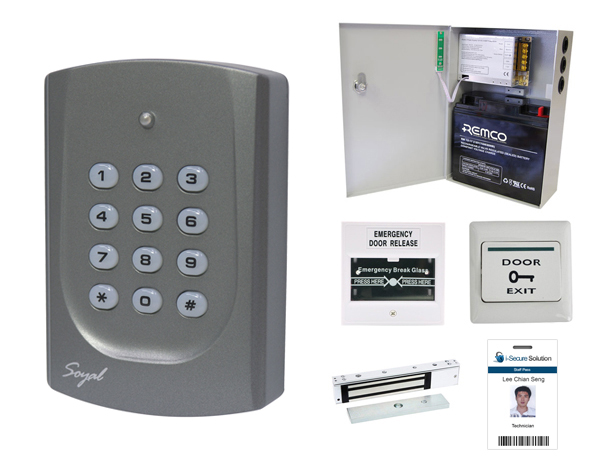 1 2 3
4 5 6
7 8 9
* 0 #
Soyal
REMCO
EMERGENCY
DOOR RELEASE
Emergency Break Glass
PRESS HERE PRESS HERE
DOOR
EXIT
i-Secure Solution
Staff Pass
Lee Chian Seng
Technician